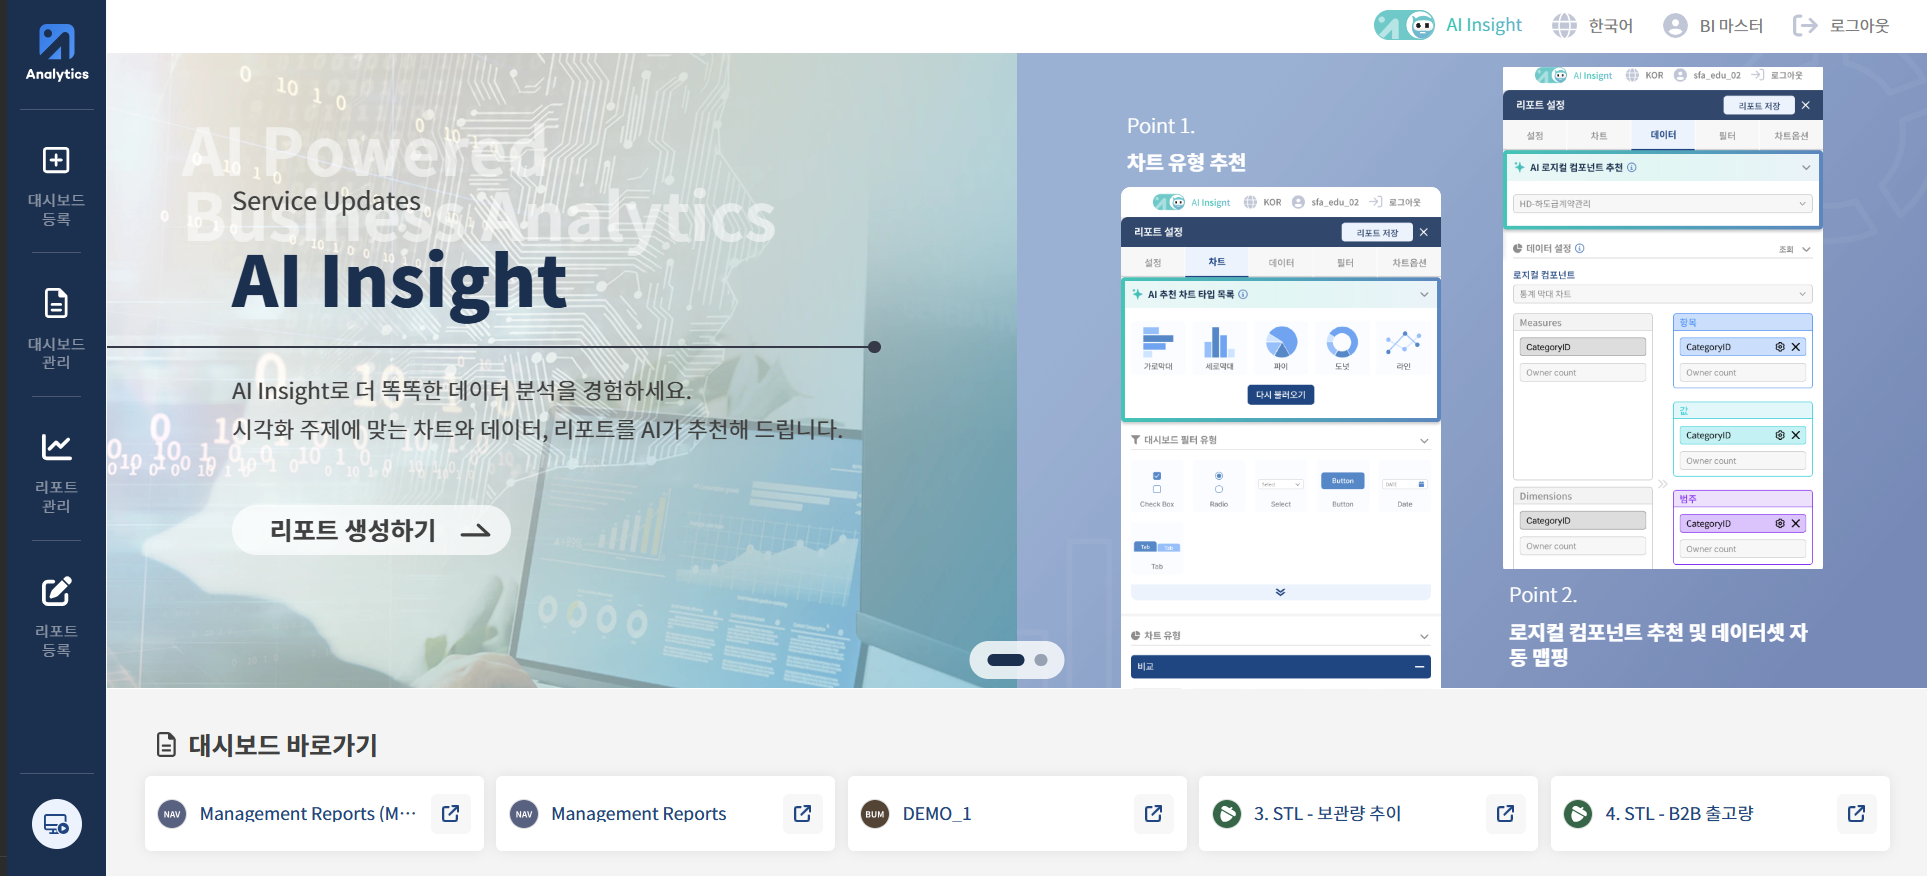 Analytics
대시보드
등록
대시보드
관리
리포트
관리
리포트
등록
AI Insight
한국어
BI 마스터
로그아웃
AI Powered
Business Analytics
Service Updates
AI Insight
AI Insight로 더 똑똑한 데이터 분석을 경험하세요.
시각화 주제에 맞는 차트와 데이터, 리포트를 AI가 추천해 드립니다.
리포트 생성하기
Point 1.
차트 유형 추천
AI Insignt KOR sfa_edu_02 로그아웃
리포트 설정 리포트 저장
설정 차트 데이터 필터 차트옵션
AI 추천 차트 타입 목록
가로막대 세로막대 파이 도넛 라인
다시 불러오기
대시보드 필터 유형
Select Button DATE
Check Box Radio Select Button Date
Tab Tab
Tab
차트 유형
비교
AI Insignt KOR sfa_edu_02 로그아웃
리포트 설정 리포트 저장
설정 차트 데이터 필터 차트옵션
AI 로지컬 컴포넌트 추천
HD-하도급계약관리
데이터 설정 조회
로지컬 컴포넌트
통계 막대 차트
Measures
CategoryID
Owner count
Dimensions
CategoryID
Owner count
항목
CategoryID
Owner count
값
CategoryID
Owner count
범주
CategoryID
Owner count
Point 2.
로지컬 컴포넌트 추천 및 데이터셋 자
동 맵핑
대시보드 바로가기
NAV Management Reports (M···
NAV Management Reports
BUM DEMO_1
3. STL - 보관량 추이
4. STL - B2B 출고량